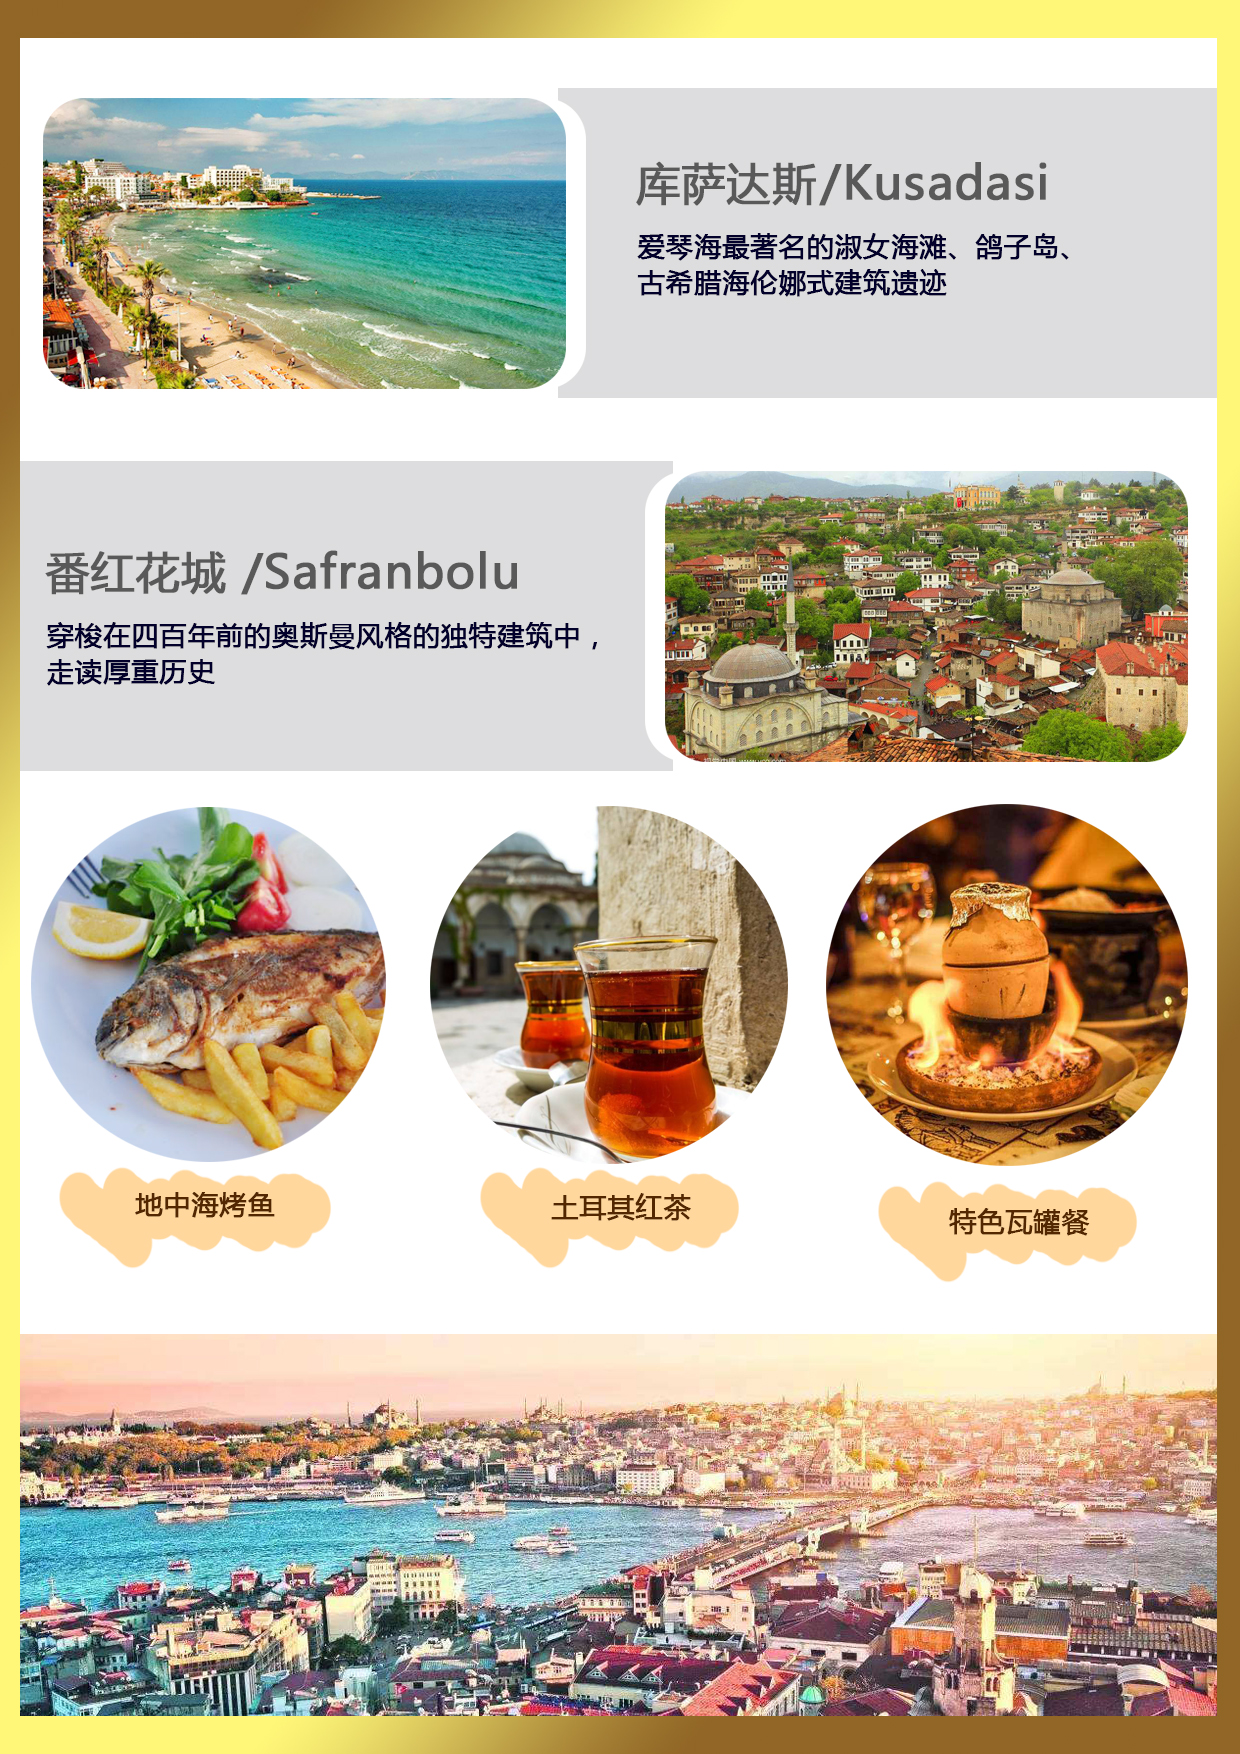 库萨达斯/Kusadasi
爱琴海最著名的淑女海滩、鸽子岛、
古希腊海伦娜式建筑遗迹
番红花城 /Safranbolu
穿梭在四百年前的奥斯曼风格的独特建筑中，
走读厚重历史
地中海烤鱼
土耳其红茶
特色瓦罐餐